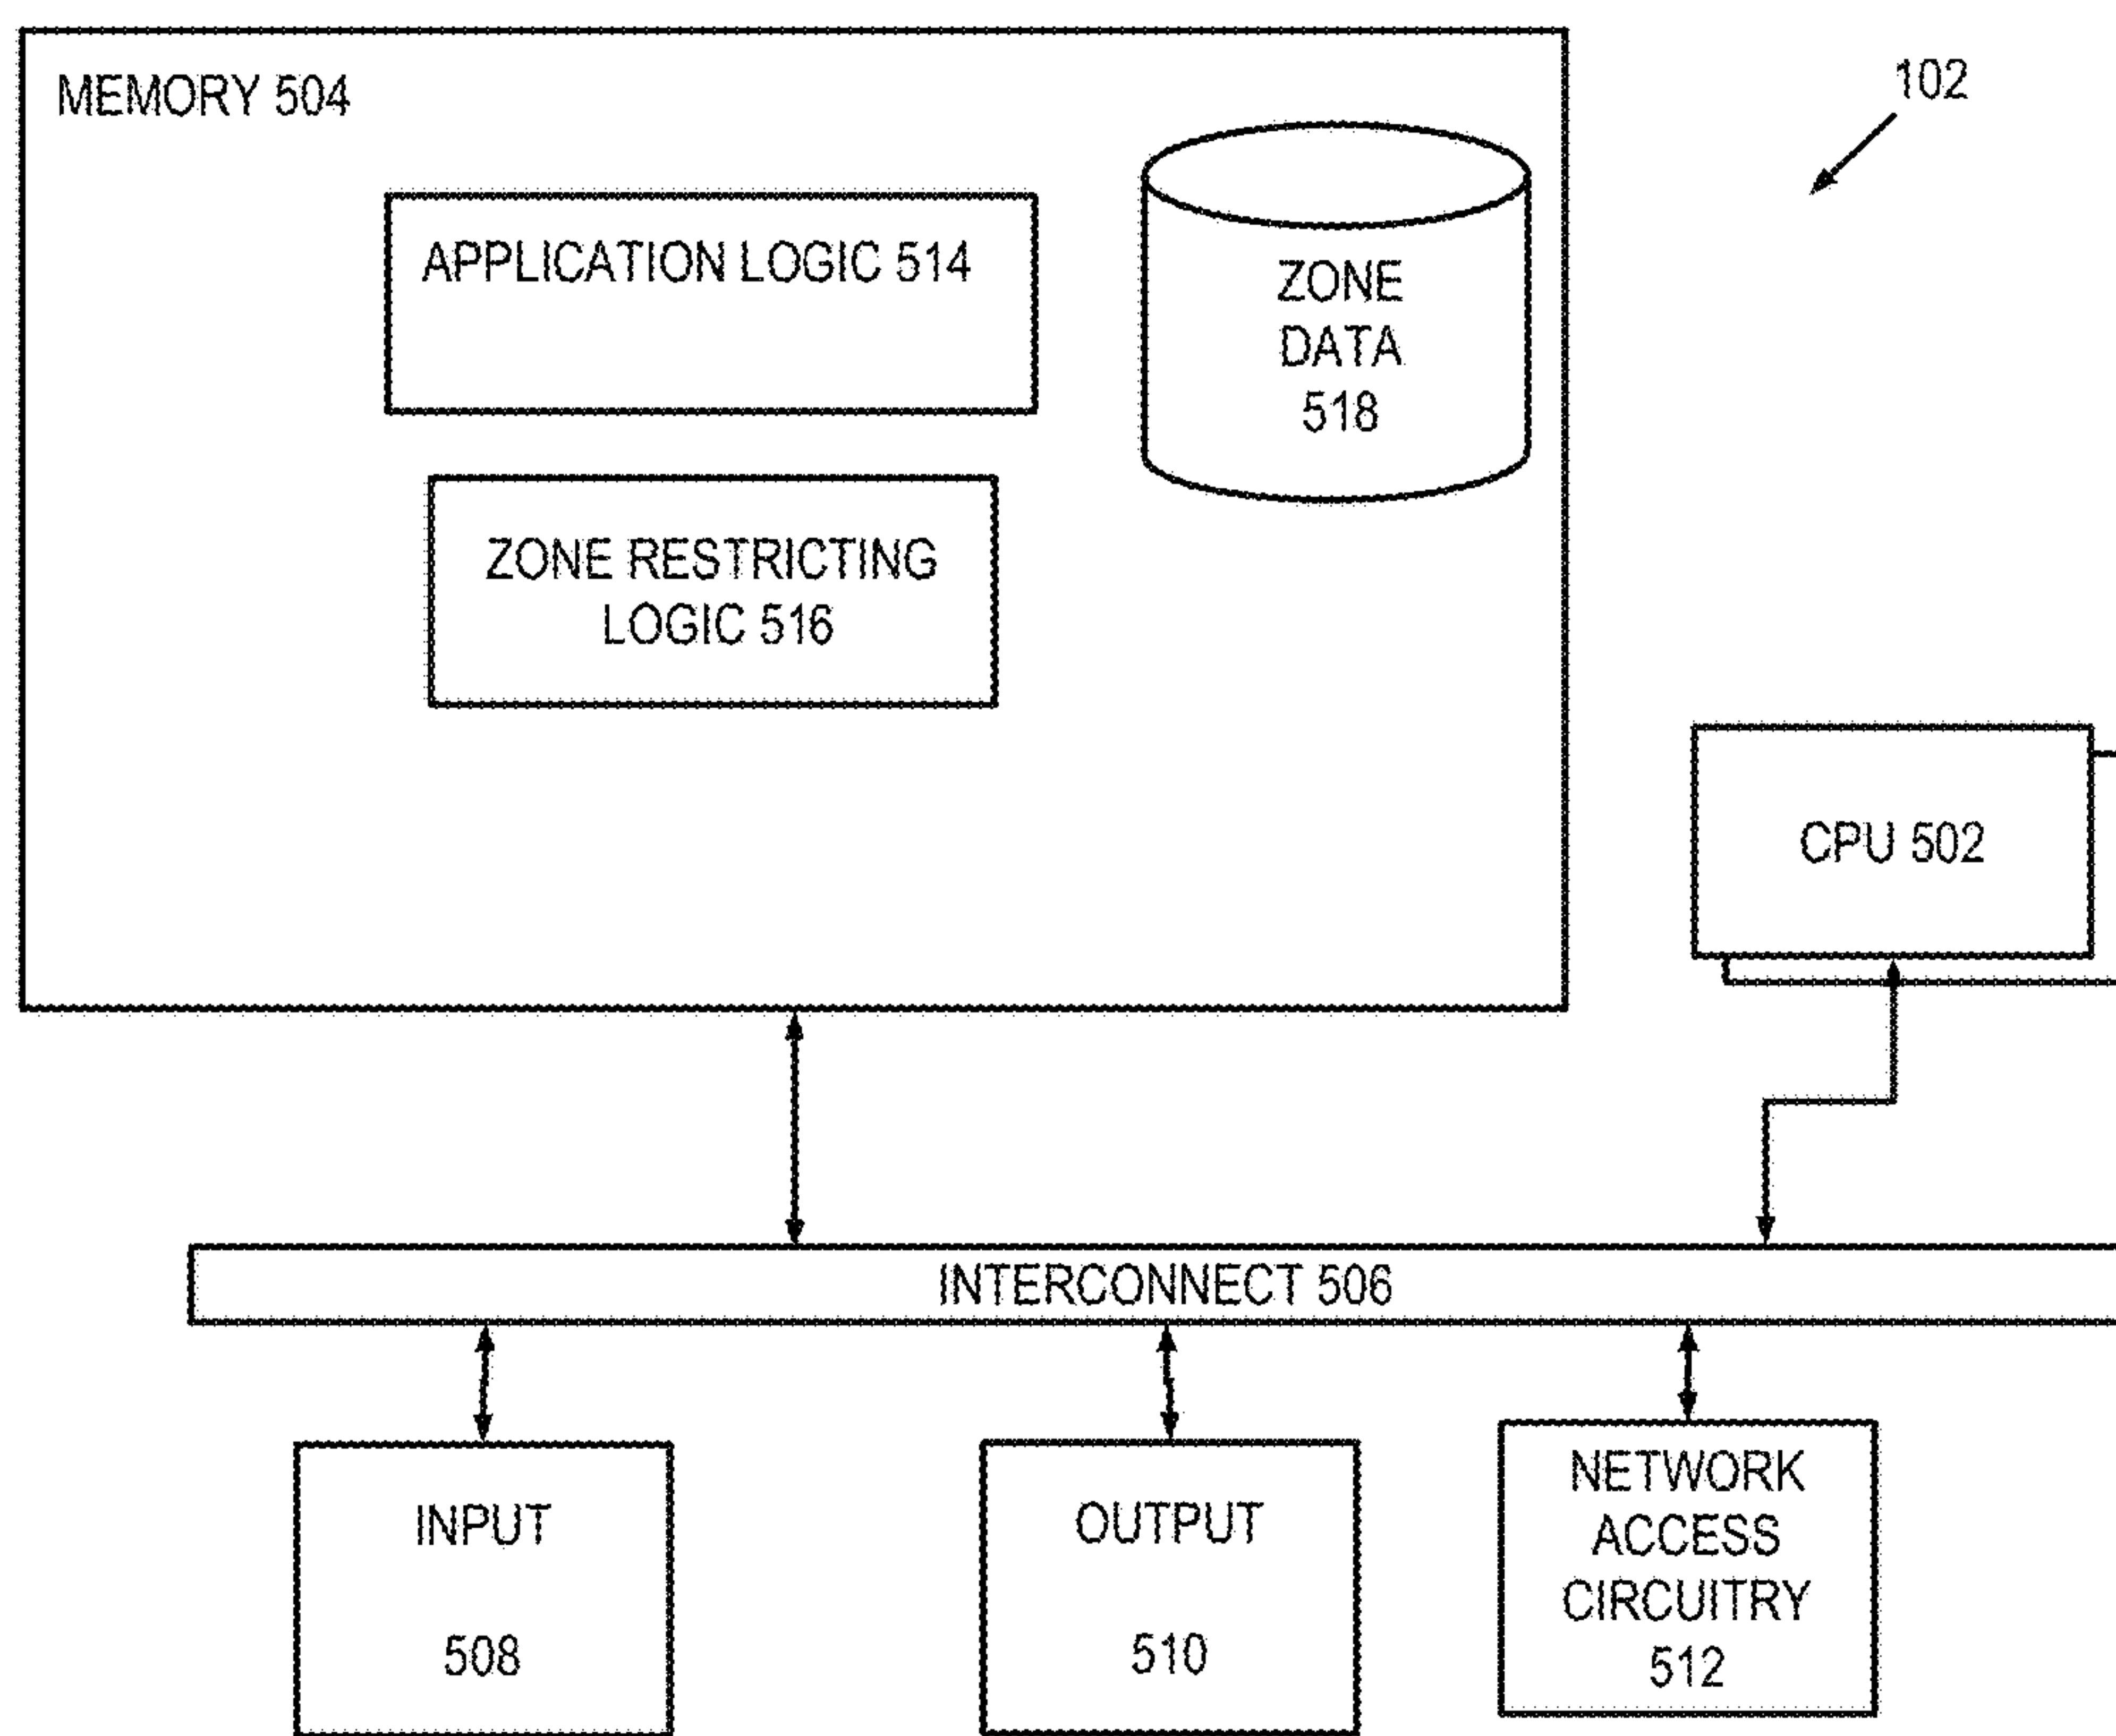 MEMORY 504
102
APPLICATION LOGIC 514
ZONE
DATA
518
ZONE RESTRICTING
LOGIC 516
CPU 502
INTERCONNECT 506
INPUT
508
OUTPUT
510
NETWORK
ACCESS
CIRCUITRY
512